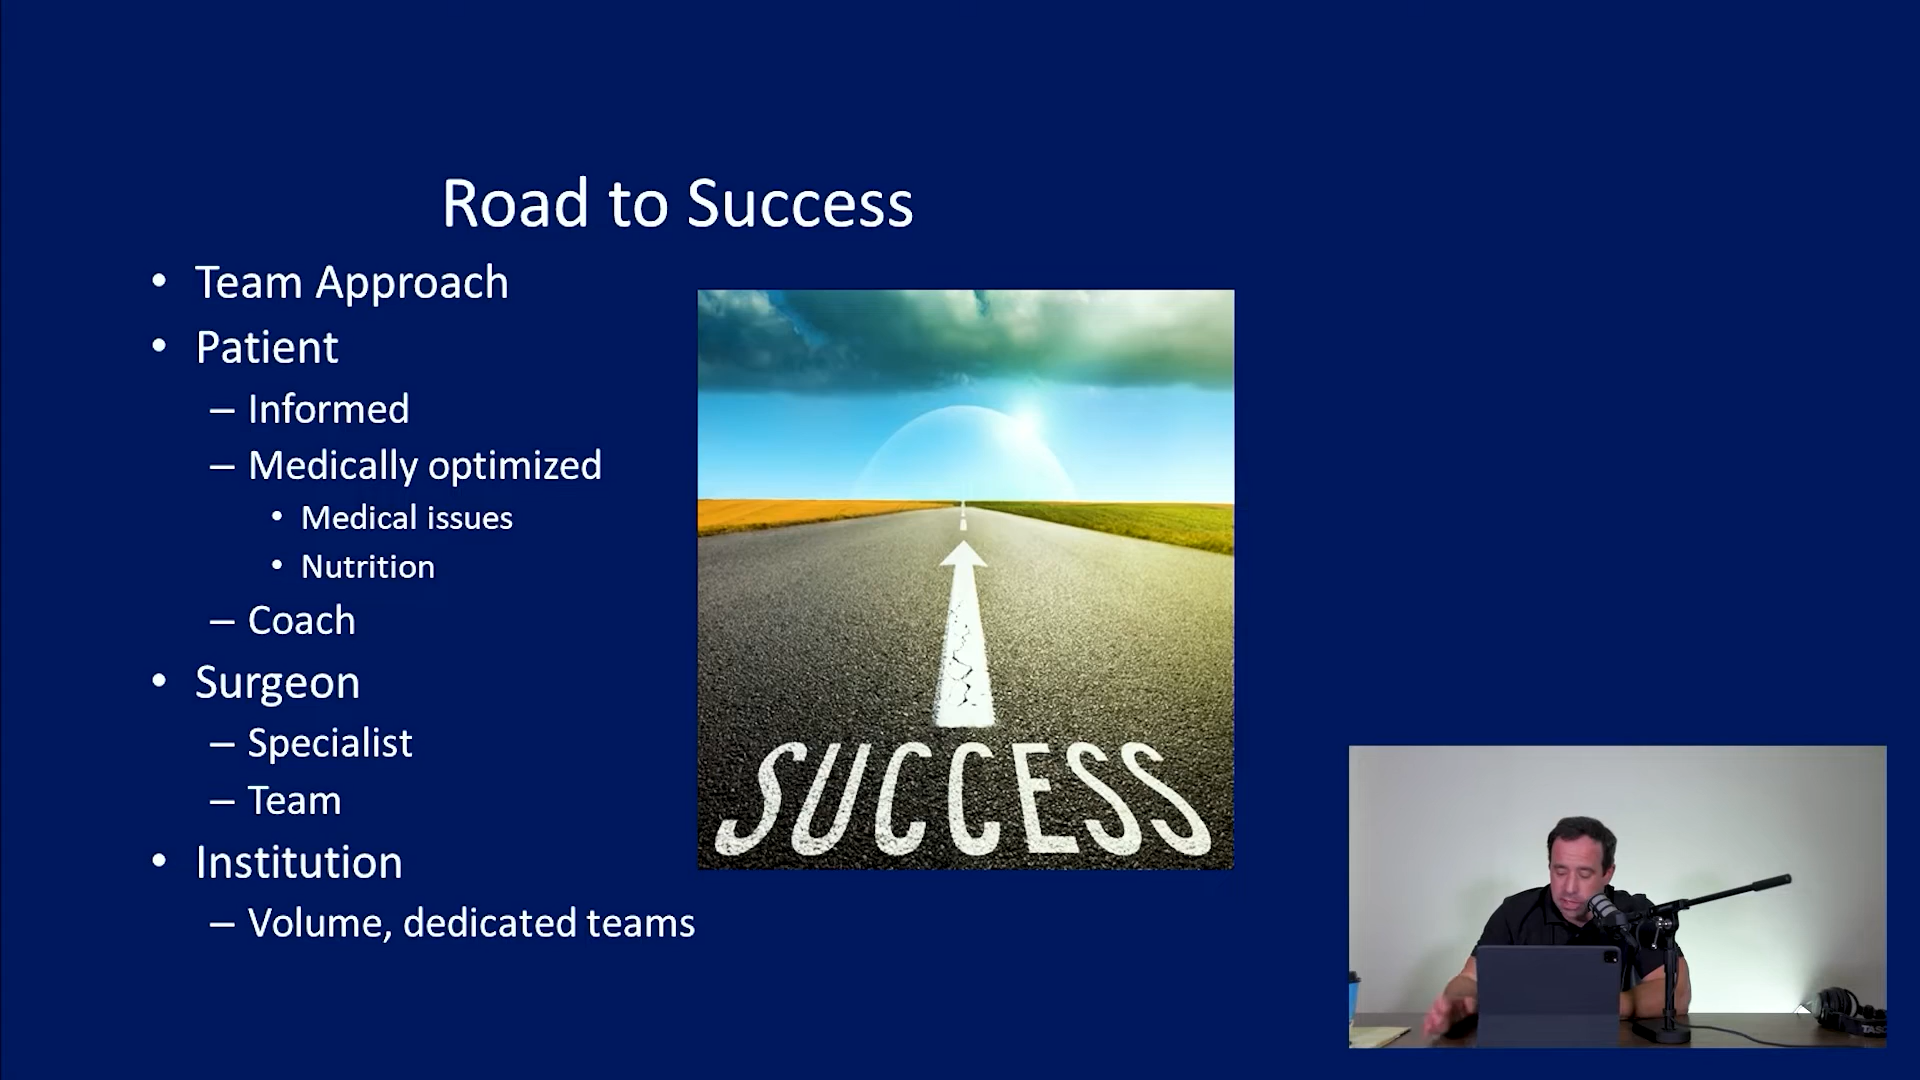 Road to Success
• Team Approach
• Patient
– Informed
– Medically optimized
• Medical issues
• Nutrition
– Coach
• Surgeon
– Specialist
– Team
• Institution
– Volume, dedicated teams
SUCCESS